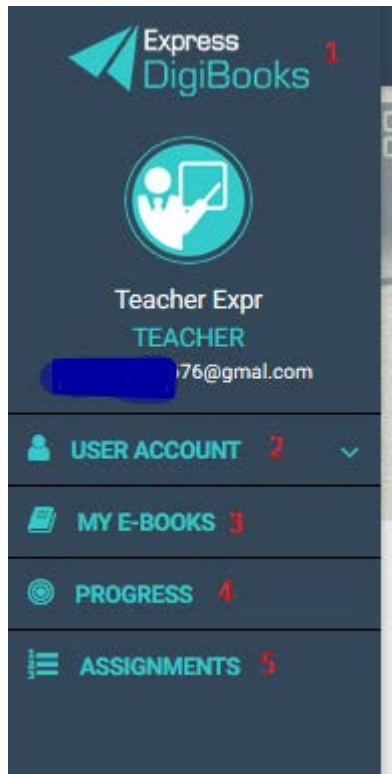 Express
DigiBooks 1
Teacher Expr
TEACHER
76@gmal.com
USER ACCOUNT 2
MY E-BOOKS 3
PROGRESS 4
ASSIGNMENTS 5